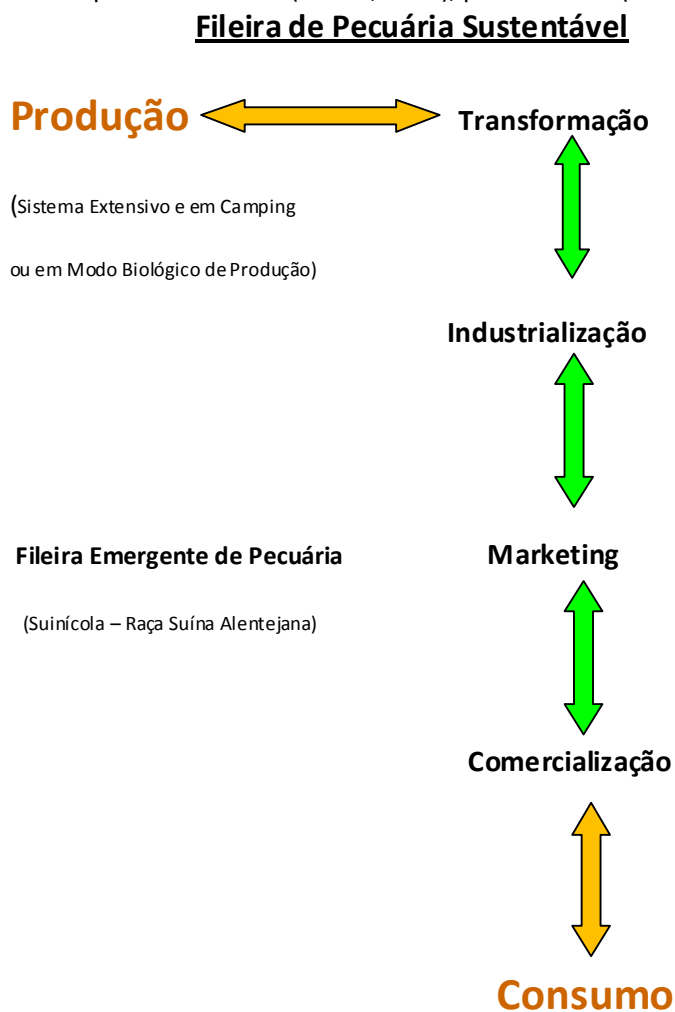 Fileira de Pecuária Sustentável
Produção
Transformação
(Sistema Extensivo e em Camping
ou em Modo Biológico de Produção)
Industrialização
Fileira Emergente de Pecuária
Marketing
(Suinícola – Raça Suína Alentejana)
Comercialização
Consumo